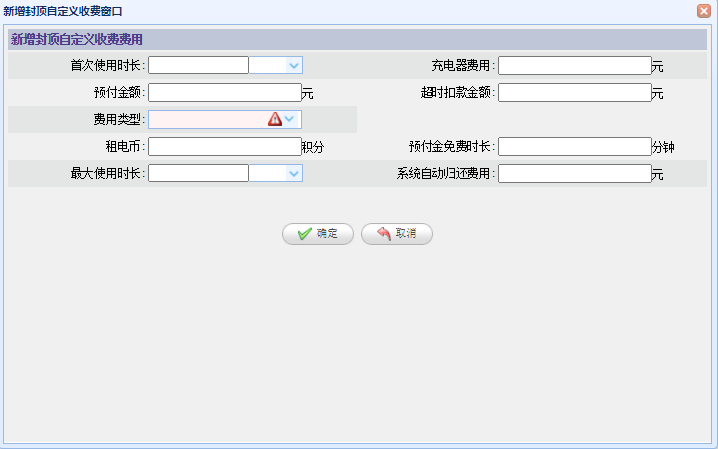 新增封顶自定义收费窗口
新增封顶自定义收费费用
首次使用时长: 充电器费用: 元
预付金额: 元 超时扣款金额: 元
费用类型:
租电币: 积分 预付金免费时长: 分钟
最大使用时长: 系统自动归还费用: 元
确定 取消